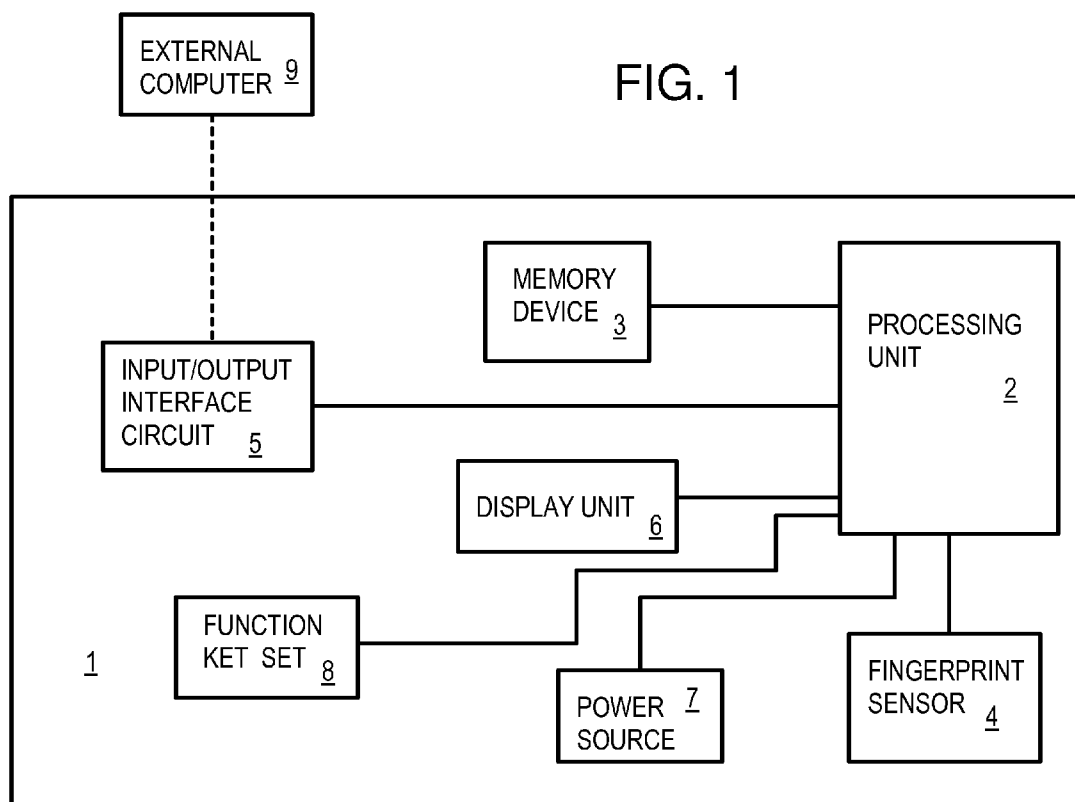 EXTERNAL
COMPUTER 9
FIG. 1
MEMORY
DEVICE 3
PROCESSING
UNIT
2
INPUT/OUTPUT
INTERFACE
CIRCUIT 5
DISPLAY UNIT 6
FUNCTION
KET SET 8
1
POWER 7
SOURCE
FINGERPRINT
SENSOR 4